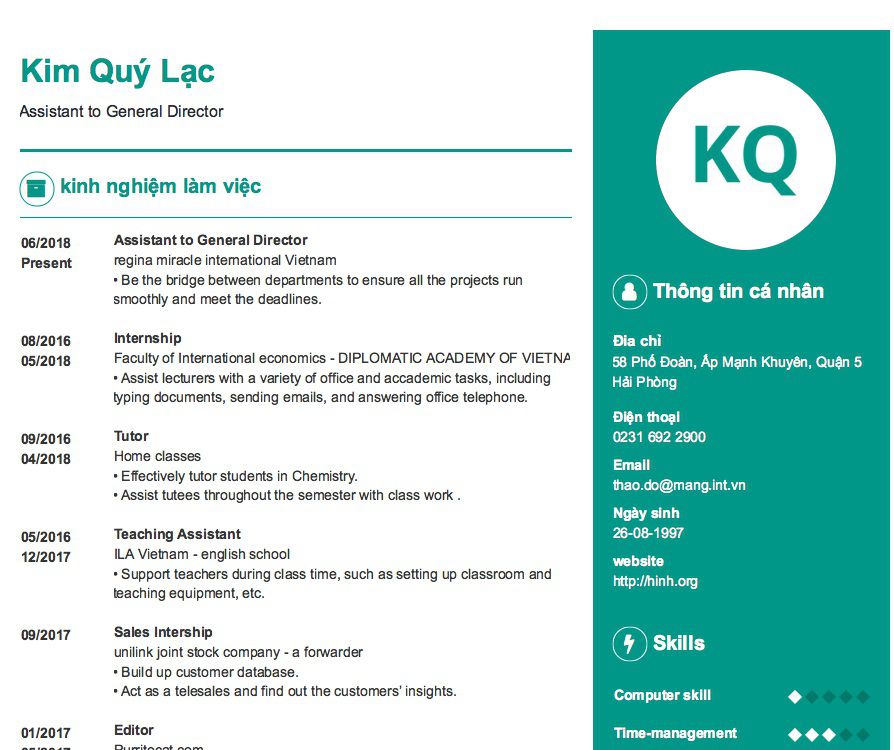 Kim Quý Lạc
Assistant to General Director
kinh nghiệm làm việc
06/2018
Present
Assistant to General Director
regina miracle international Vietnam
• Be the bridge between departments to ensure all the projects run
smoothly and meet the deadlines.
08/2016
05/2018
Internship
Faculty of International economics - DIPLOMATIC ACADEMY OF VIETNA
• Assist lecturers with a variety of office and accademic tasks, including
typing documents, sending emails, and answering office telephone.
09/2016
04/2018
Tutor
Home classes
• Effectively tutor students in Chemistry.
• Assist tutees throughout the semester with class work .
05/2016
12/2017
Teaching Assistant
ILA Vietnam - english school
• Support teachers during class time, such as setting up classroom and
teaching equipment, etc.
09/2017
Sales Intership
unilink joint stock company - a forwarder
• Build up customer database.
• Act as a telesales and find out the customers’ insights.
01/2017
Editor
KQ
Thông tin cá nhân
Địa chỉ
58 Phố Đoàn, Ấp Mạnh Khuyên, Quận 5
Hải Phòng
Điện thoại
0231 692 2900
Email
thao.do@mang.int.vn
Ngày sinh
26-08-1997
website
http://hinh.org
Skills
Computer skill
Time-management